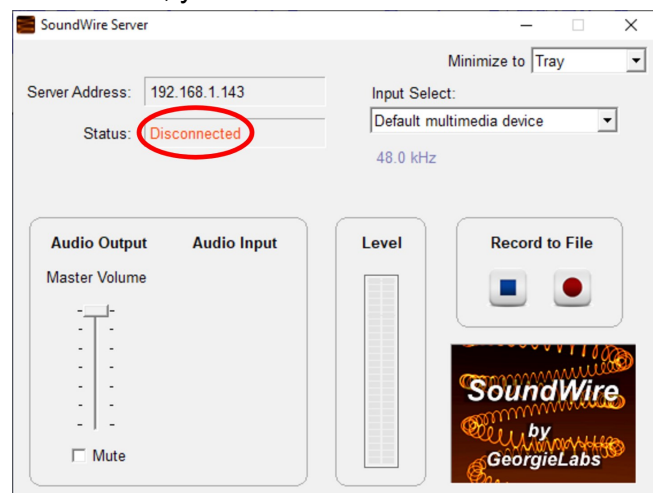 SoundWire Server
Minimize to Tray
Server Address: 192.168.1.143
Input Select:
Default multimedia device
Status: Disconnected
48.0 kHz
Audio Output Audio Input
Level
Record to File
Master Volume
Mute
SoundWire
by
GeorgieLabs